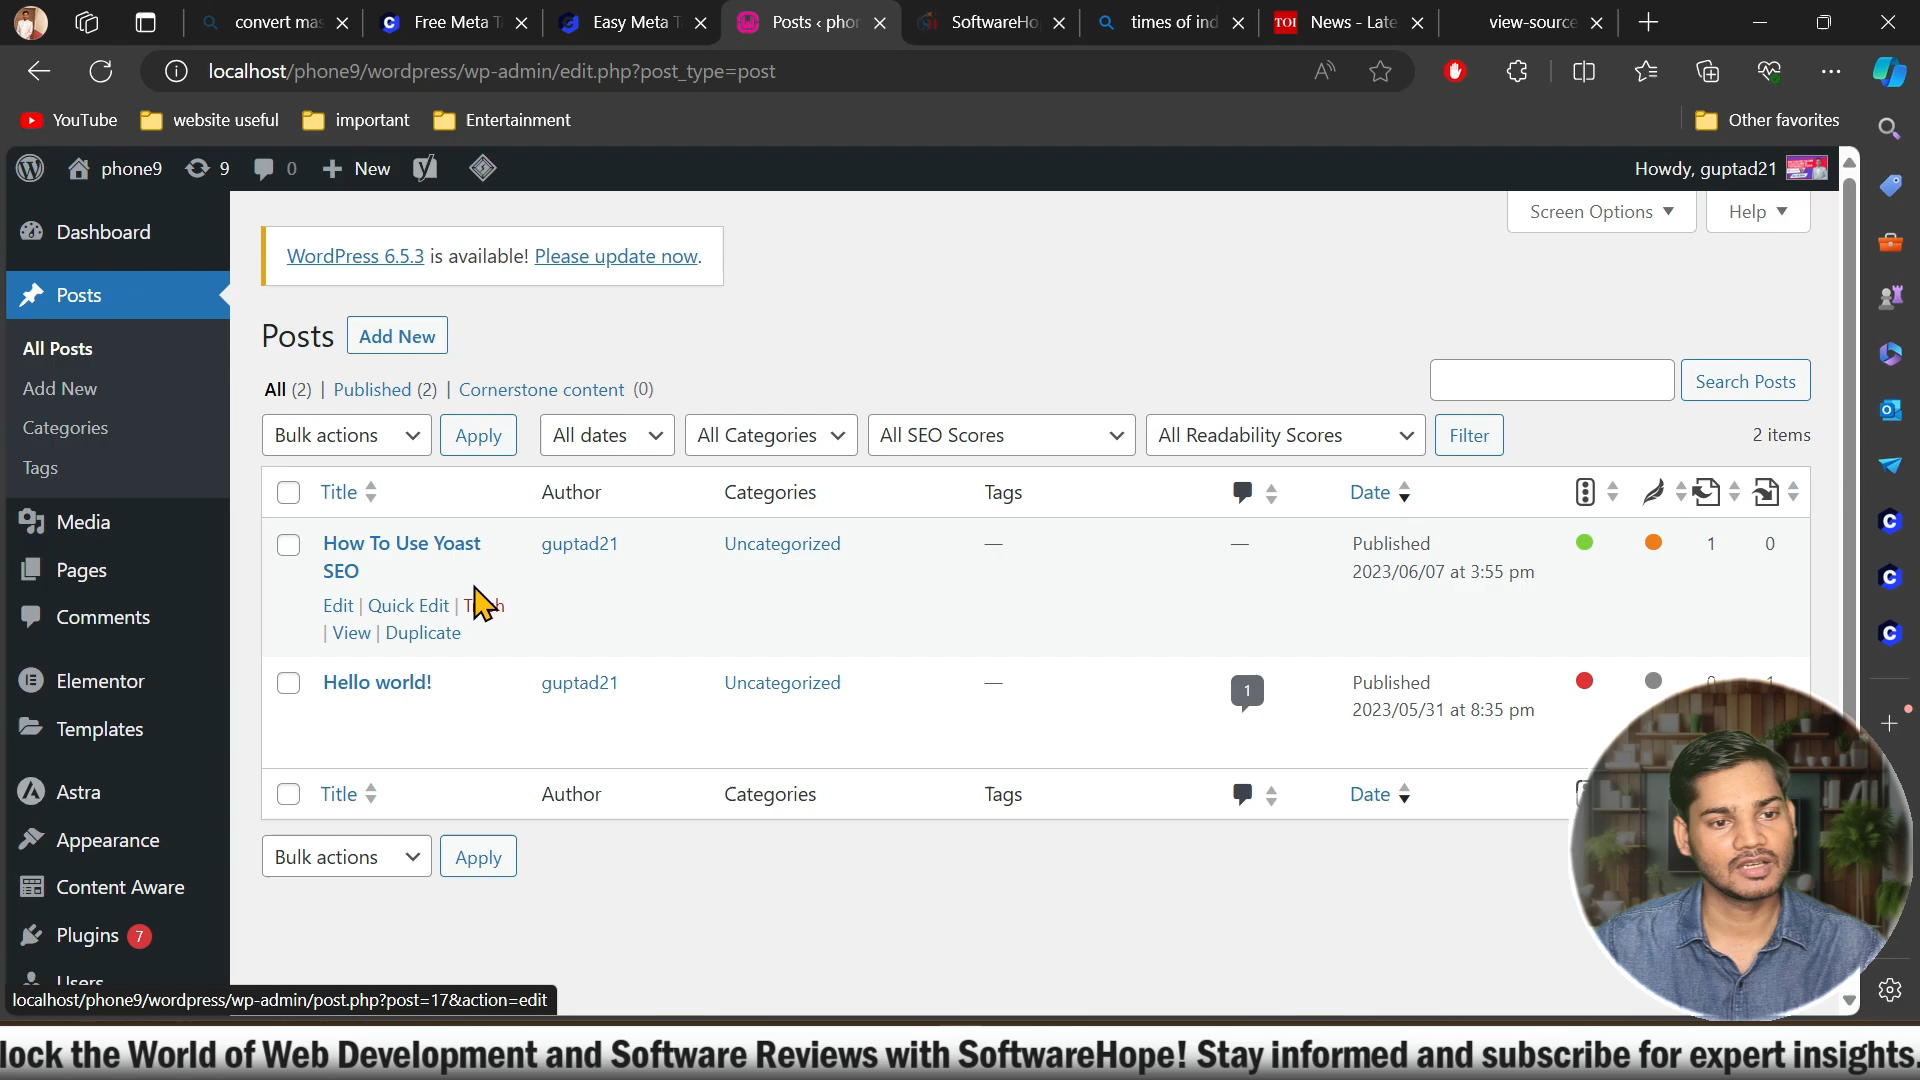 convert mas
Free Meta T
Easy Meta T
Posts ‹ phor
SoftwareHo
times of ind
TOI
News - Late
view-source
localhost/phone9/wordpress/wp-admin/edit.php?post_type=post
YouTube
website useful
important
Entertainment
Other favorites
phone9
9
0
New
Howdy, guptad21
Dashboard
Posts
All Posts
Add New
Categories
Tags
Media
Pages
Comments
Elementor
Templates
Astra
Appearance
Content Aware
Plugins 7
Users
Screen Options
Help
WordPress 6.5.3 is available! Please update now.
Posts
Add New
All (2) | Published (2) | Cornerstone content (0)
Search Posts
Bulk actions
Apply
All dates
All Categories
All SEO Scores
All Readability Scores
Filter
2 items
Title
Author
Categories
Tags
Date
How To Use Yoast
SEO
guptad21
Uncategorized
—
—
Published
2023/06/07 at 3:55 pm
1
0
Edit | Quick Edit |
| View | Duplicate
Hello world!
guptad21
Uncategorized
—
1
Published
2023/05/31 at 8:35 pm
Title
Author
Categories
Tags
Date
Bulk actions
Apply
localhost/phone9/wordpress/wp-admin/post.php?post=17&action=edit
lock the World of Web Development and Software Reviews with SoftwareHope! Stay informed and subscribe for expert insights.